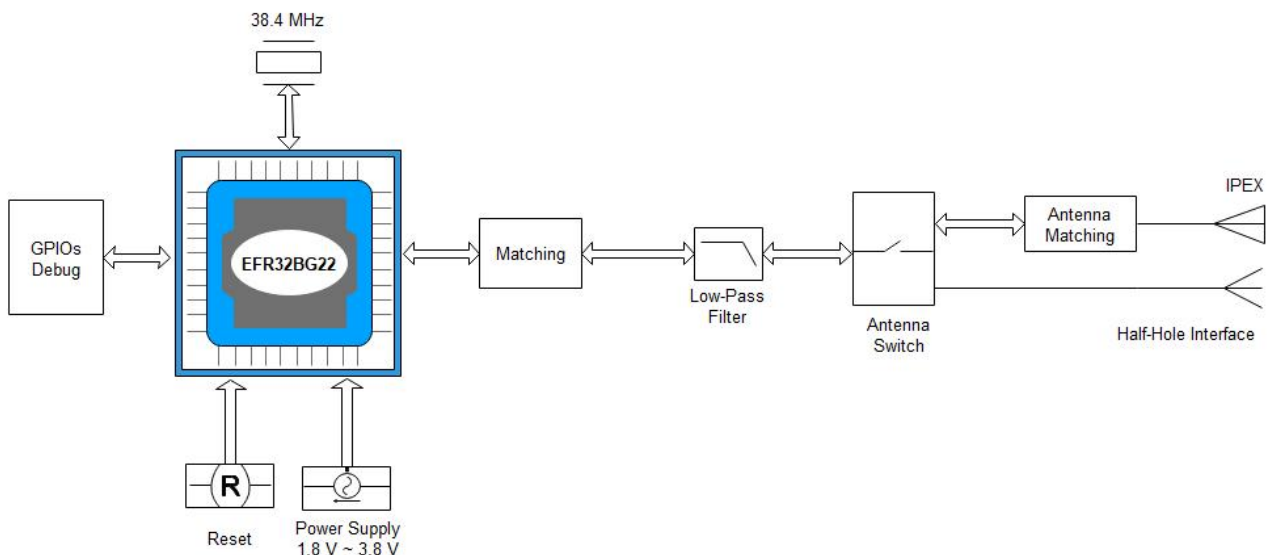 38.4 MHz
GPIOs
Debug
EFR32BG22
Matching
Low-Pass
Filter
Antenna
Switch
Antenna
Matching
IPEX
Half-Hole Interface
R
Reset
Power Supply
1.8 V ~ 3.8 V